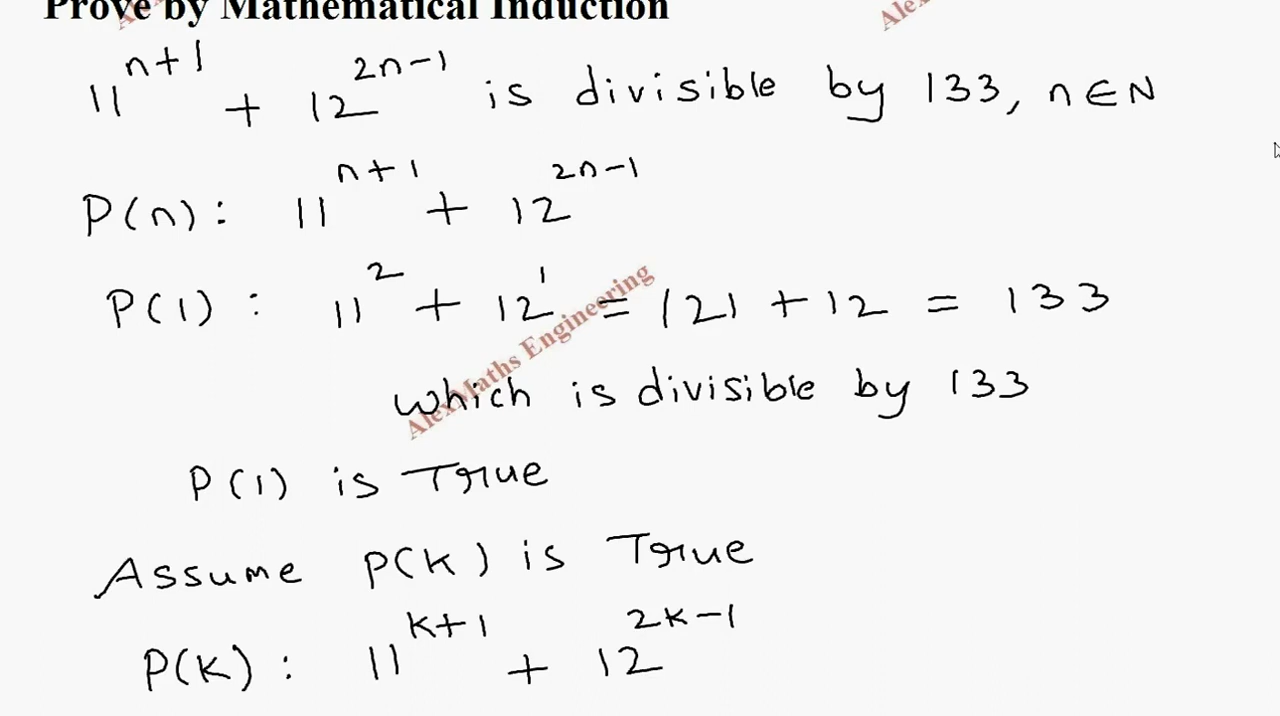 Prove by Mathematical Induction
11^{n+1} + 12^{2n-1} is divisible by 133, n ∈ N
P(n): 11^{n+1} + 12^{2n-1}
P(1): 11^2 + 12^1 = 121 + 12 = 133
AlexMaths Engineering
which is divisible by 133
P(1) is True
Assume P(K) is True
P(K): 11^{K+1} + 12^{2K-1}